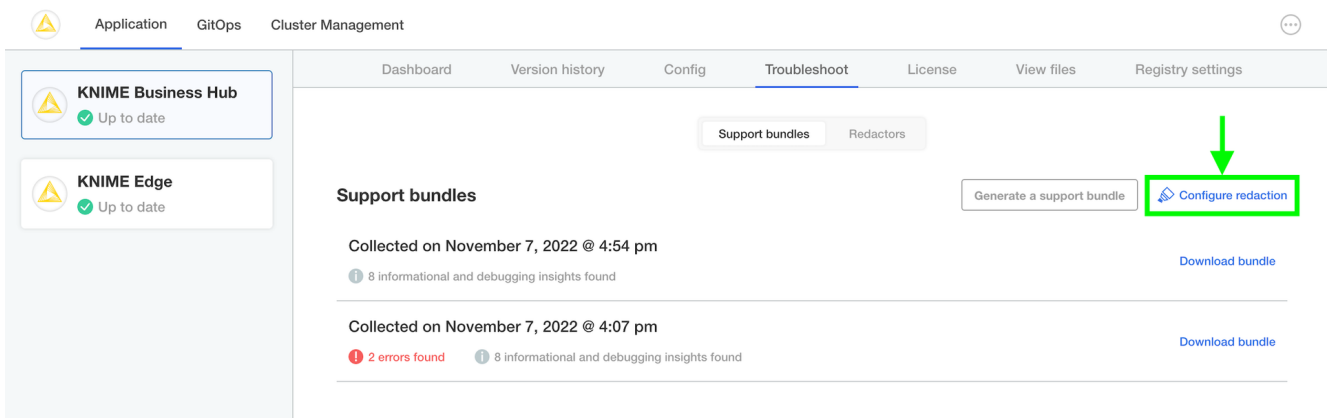 Application GitOps Cluster Management
KNIME Business Hub
Up to date
KNIME Edge
Up to date
Dashboard Version history Config Troubleshoot License View files Registry settings
Support bundles Redactors
Support bundles
Generate a support bundle
Configure redaction
Collected on November 7, 2022 @ 4:54 pm
8 informational and debugging insights found
Download bundle
Collected on November 7, 2022 @ 4:07 pm
2 errors found 8 informational and debugging insights found
Download bundle